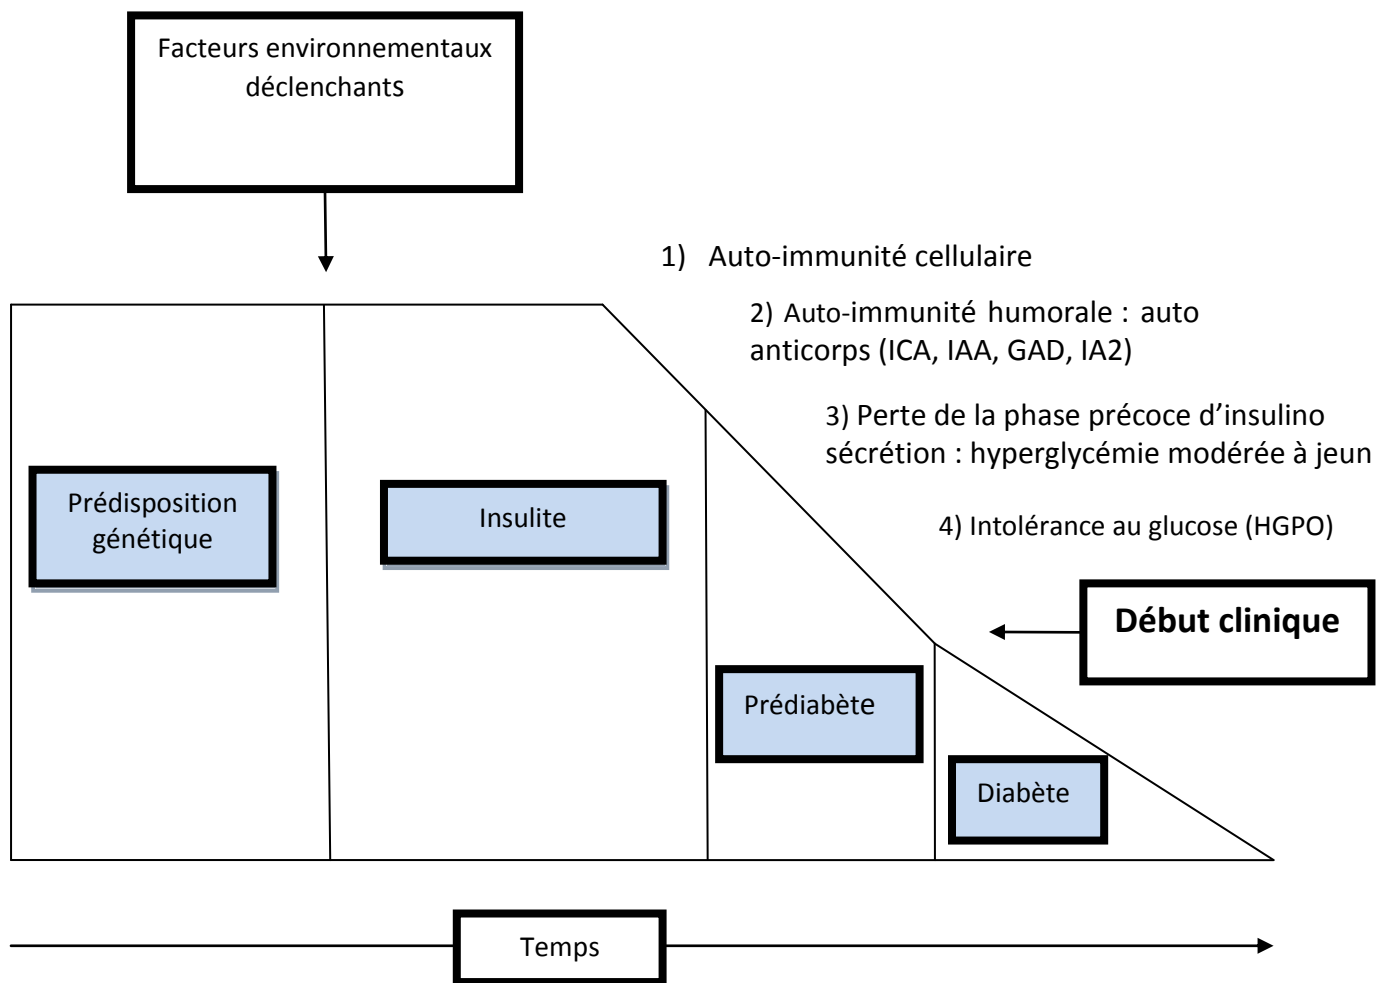 Facteurs environnementaux
déclenchants
1) Auto-immunité cellulaire
2) Auto-immunité humorale : auto
anticorps (ICA, IAA, GAD, IA2)
3) Perte de la phase précoce d’insulino
sécrétion : hyperglycémie modérée à jeun
4) Intolérance au glucose (HGPO)
Prédisposition
génétique
Insulite
Début clinique
Prédiabète
Diabète
Temps